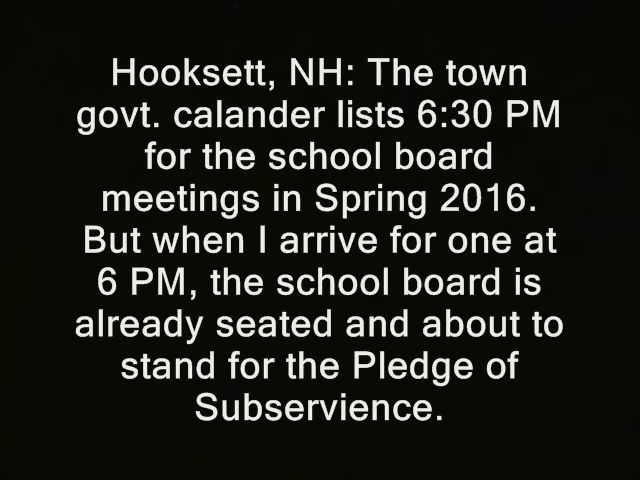 Hooksett, NH: The town
govt. calander lists 6:30 PM
for the school board
meetings in Spring 2016.
But when I arrive for one at
6 PM, the school board is
already seated and about to
stand for the Pledge of
Subservience.